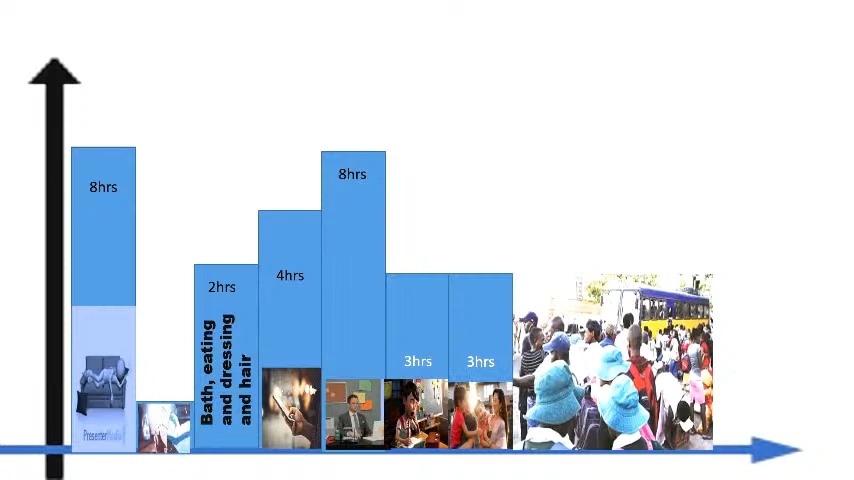 8hrs
2hrs
Bath, eating
and dressing
and hair
4hrs
8hrs
3hrs
3hrs
PresenterMedia